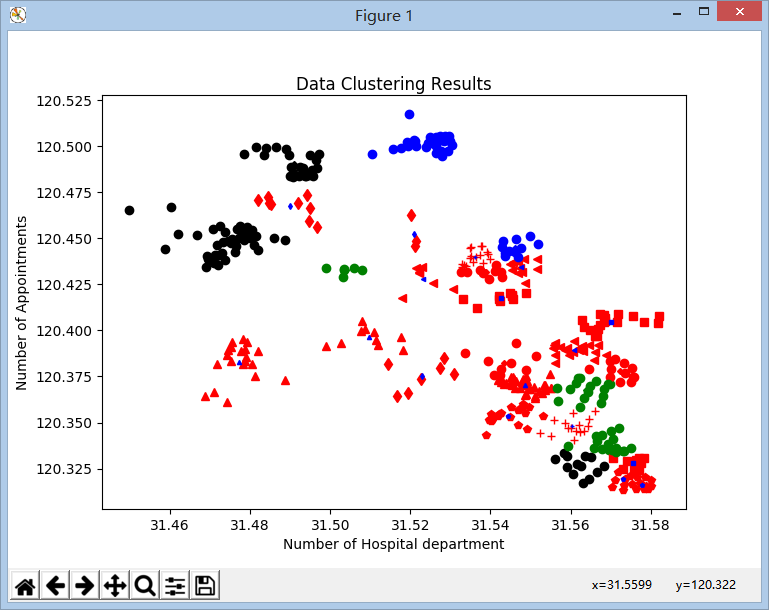 Figure 1
Data Clustering Results
120.525
120.500
120.475
120.450
120.425
120.400
120.375
120.350
120.325
Number of Appointments
31.46 31.48 31.50 31.52 31.54 31.56 31.58
Number of Hospital department
x=31.5599 y=120.322